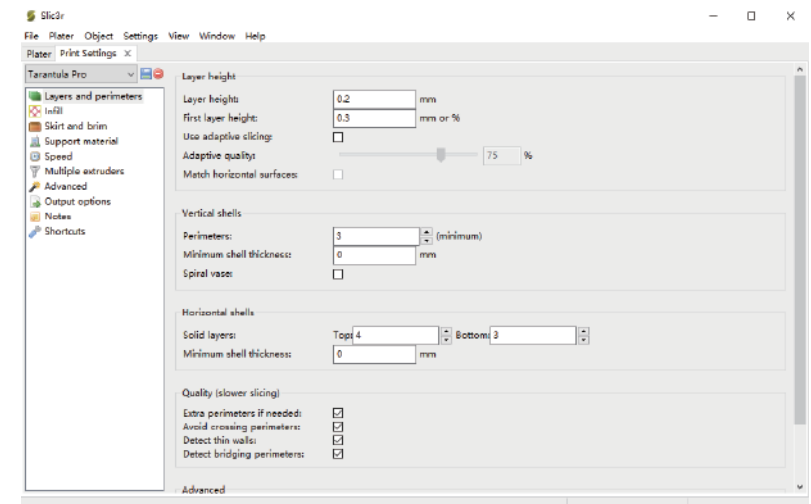 Slic3r
File Plater Object Settings View Window Help
Plater Print Settings
Tarantula Pro
Layers and perimeters
Infill
Skirt and brim
Support material
Speed
Multiple extruders
Advanced
Output options
Notes
Shortcuts
Layer height
Layer height: 0.2 mm
First layer height: 0.3 mm or %
Use adaptive slicing:
Adaptive quality: 75 %
Match horizontal surfaces:
Vertical shells
Perimeters: 3 (minimum)
Minimum shell thickness: 0 mm
Spiral vase:
Horizontal shells
Solid layers: Top: 4 Bottom: 3
Minimum shell thickness: 0 mm
Quality (slower slicing)
Extra perimeters if needed:
Avoid crossing perimeters:
Detect thin walls:
Detect bridging perimeters:
Advanced